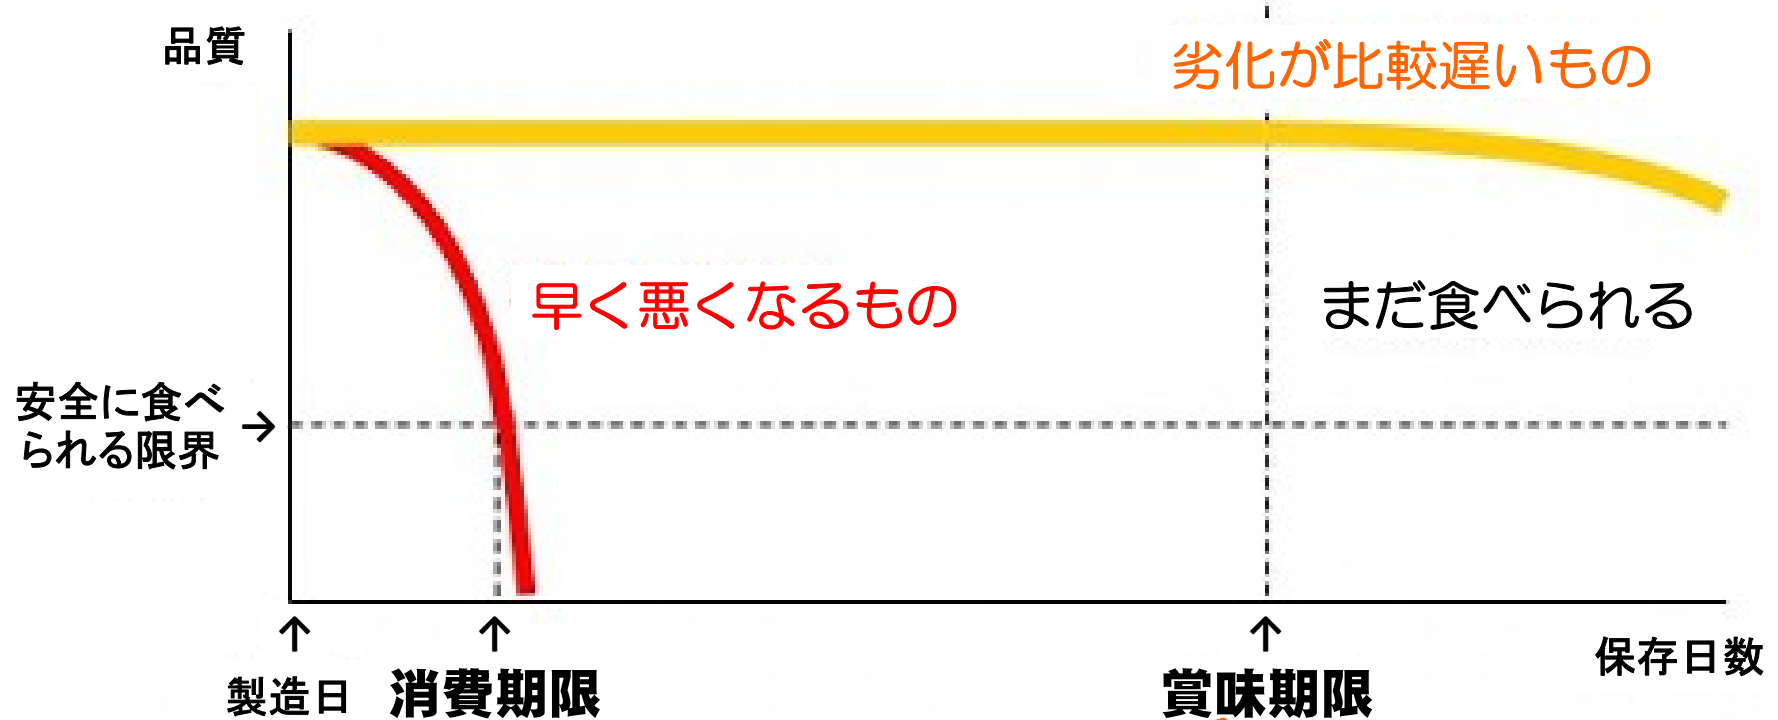 品質
劣化が比較遅いもの
早く悪くなるもの
まだ食べられる
安全に食べ
られる限界
→
↑
↑
↑
製造日
消費期限
賞味期限
保存日数